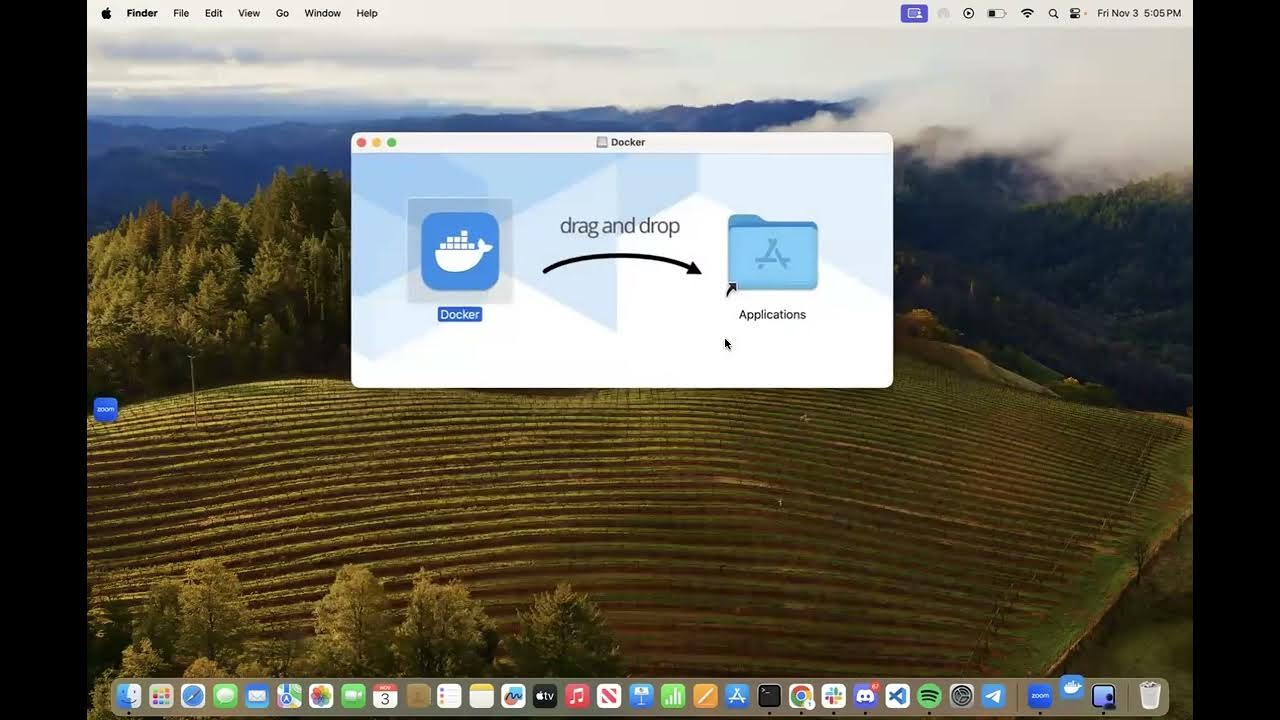 Finder File Edit View Go Window Help Fri Nov 3 5:05 PM
Docker
drag and drop
Docker
Applications
zoom
NOV
3
tv
zoom